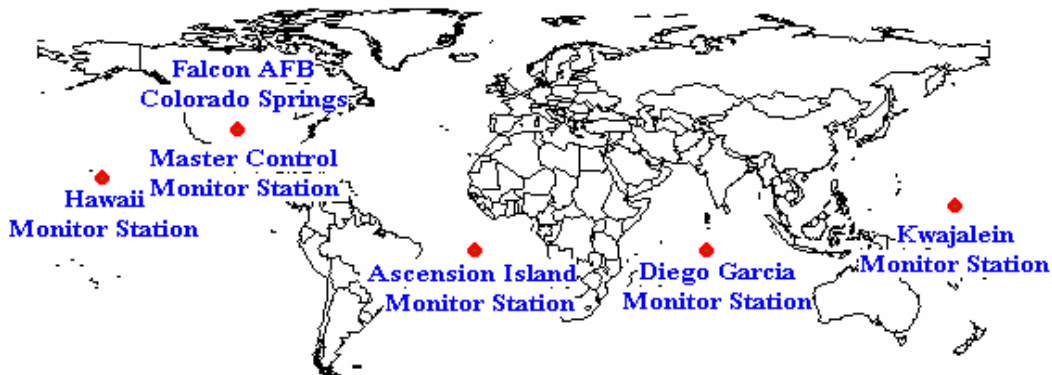 Falcon AFB
Colorado Springs
Master Control
Monitor Station
Hawaii
Monitor Station
Ascension Island
Monitor Station
Diego Garcia
Monitor Station
Kwajalein
Monitor Station